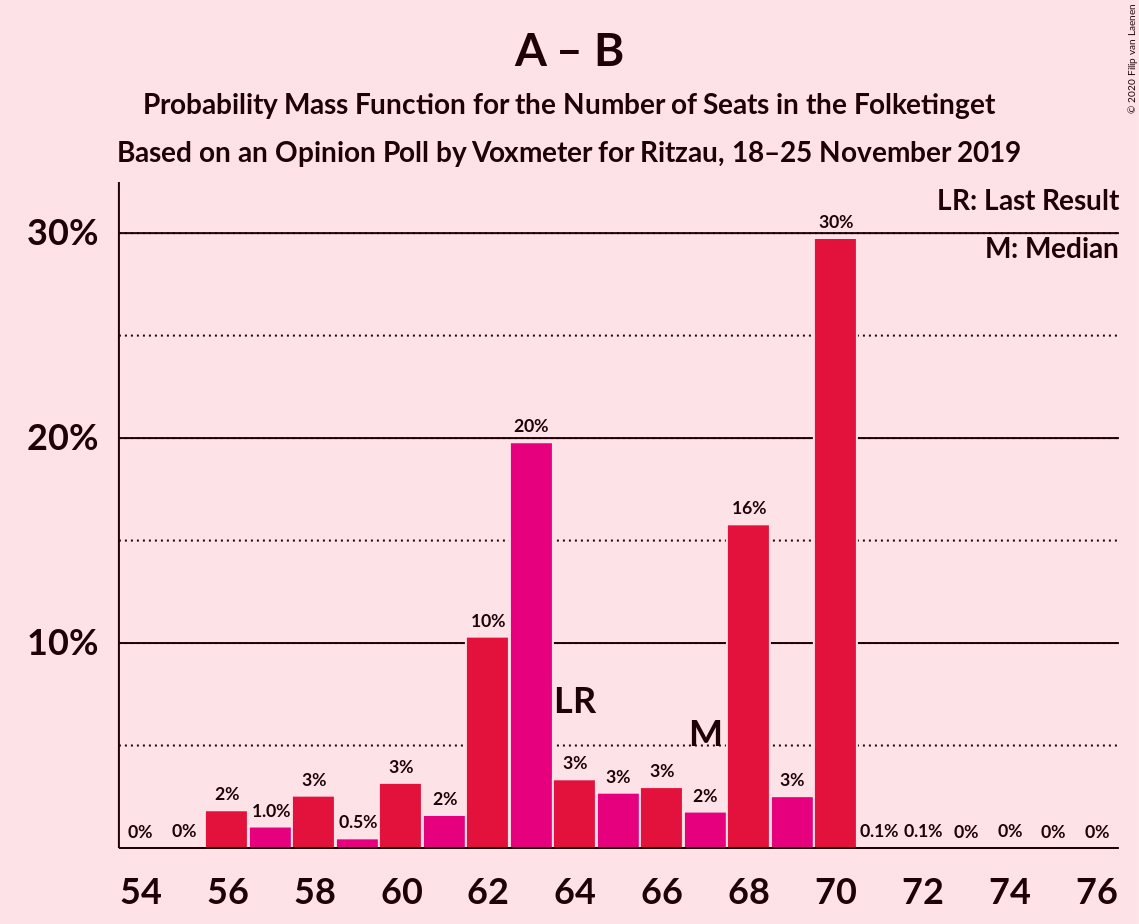 A – B
Probability Mass Function for the Number of Seats in the Folketinget
Based on an Opinion Poll by Voxmeter for Ritzau, 18–25 November 2019
© 2020 Filip van Laenen
LR: Last Result
M: Median
30%
20%
10%
0% 0% 2% 1.0% 3% 0.5% 3% 2% 10% 20% 3% 3% 3% 2% 16% 3% 30% 0.1% 0.1% 0% 0% 0% 0%
LR
M
54 56 58 60 62 64 66 68 70 72 74 76